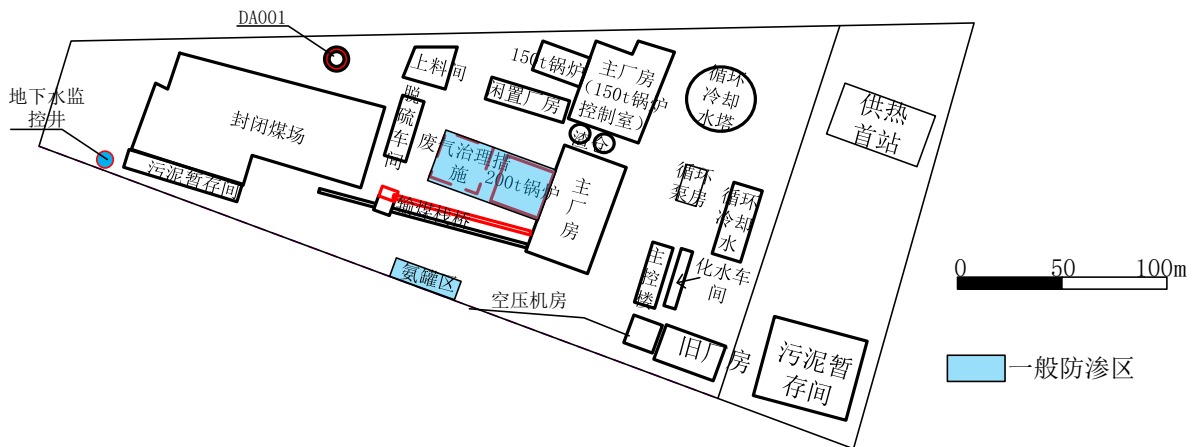 DA001
地下水监
控井
封闭煤场
污泥暂存间
上料间
脱
硫
车
间
150t锅炉
闲置厂房
主厂房
(150t锅炉
控制室)
渣仓
废气治理措
施
200t锅炉
主
厂
房
输煤栈桥
氨罐区
循环
冷却
水塔
循环
泵房
循环
冷却
水
主
控
楼
化水车
间
空压机房
旧厂房
供热
首站
污泥暂
存间
0 50 100m
一般防渗区